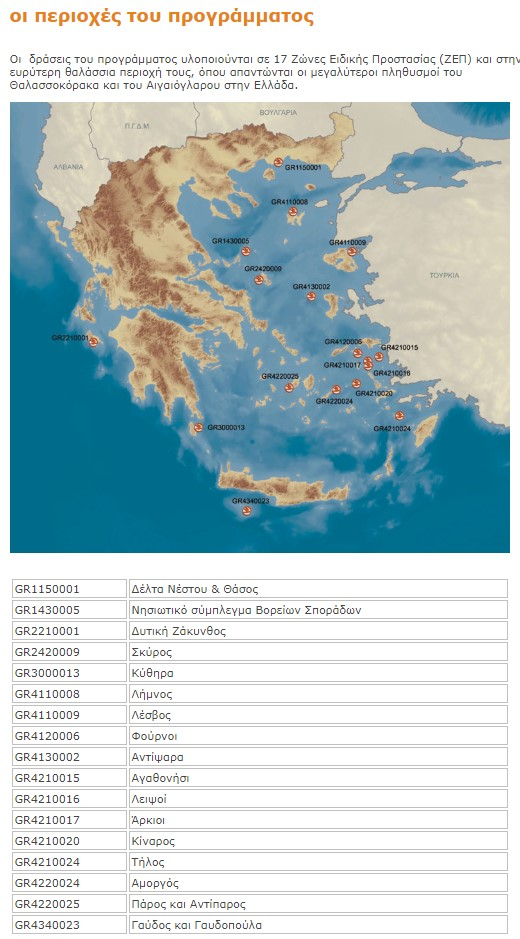 οι περιοχές του προγράμματος
Οι δράσεις του προγράμματος υλοποιούνται σε 17 Ζώνες Ειδικής Προστασίας (ΖΕΠ) και στην
ευρύτερη θαλάσσια περιοχή τους, όπου απαντώνται οι μεγαλύτεροι πληθυσμοί του
Θαλασσοκόρακα και του Αιγαιόγλαρου στην Ελλάδα.
ΒΟΥΛΓΑΡΙΑ
Π.Γ.Δ.Μ.
ΑΛΒΑΝΙΑ
GR1150001
GR4110008
GR1430005
GR4110009
GR2420009
ΤΟΥΡΚΙΑ
GR4130002
GR2210001
GR4120006
GR4210015
GR4210017
GR4210016
GR4220025
GR4210020
GR4220024
GR3000013
GR4210024
GR4340023
GR1150001 Δέλτα Νέστου & Θάσος
GR1430005 Νησιωτικό σύμπλεγμα Βορείων Σποράδων
GR2210001 Δυτική Ζάκυνθος
GR2420009 Σκύρος
GR3000013 Κύθηρα
GR4110008 Λήμνος
GR4110009 Λέσβος
GR4120006 Φούρνοι
GR4130002 Αντίψαρα
GR4210015 Αγαθονήσι
GR4210016 Λειψοί
GR4210017 Άρκιοι
GR4210020 Κίναρος
GR4210024 Τήλος
GR4220024 Αμοργός
GR4220025 Πάρος και Αντίπαρος
GR4340023 Γαύδος και Γαυδοπούλα